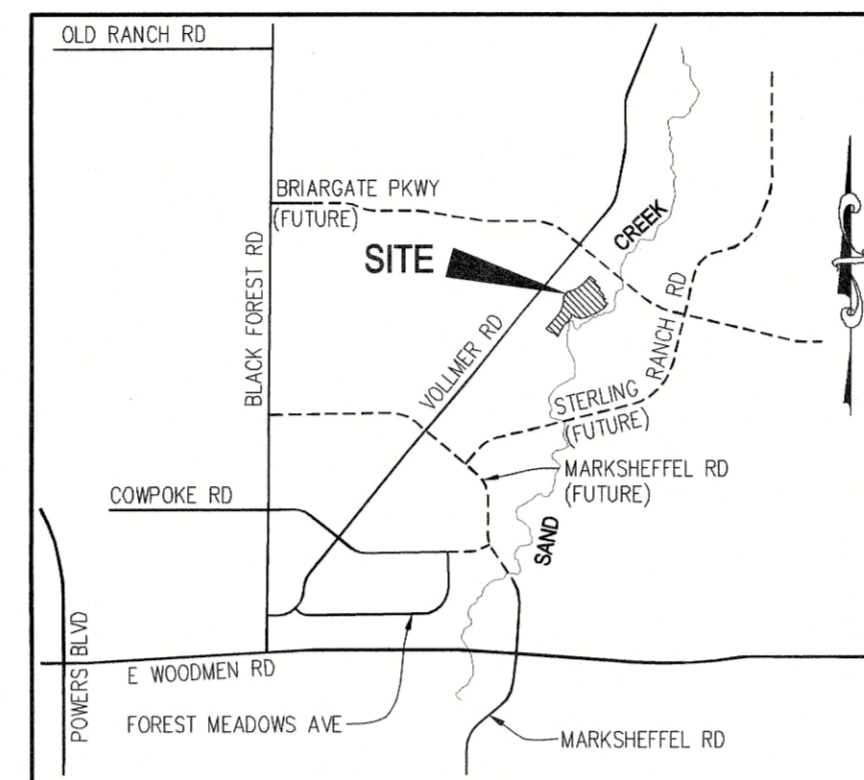 OLD RANCH RD
BRIARGATE PKWY
(FUTURE)
CREEK
SITE
BLACK FOREST RD
VOLLMER RD
STERLING RANCH RD
(FUTURE)
MARKSHEFFEL RD
(FUTURE)
COWPOKE RD
SAND
POWERS BLVD
E WOODMEN RD
FOREST MEADOWS AVE
MARKSHEFFEL RD